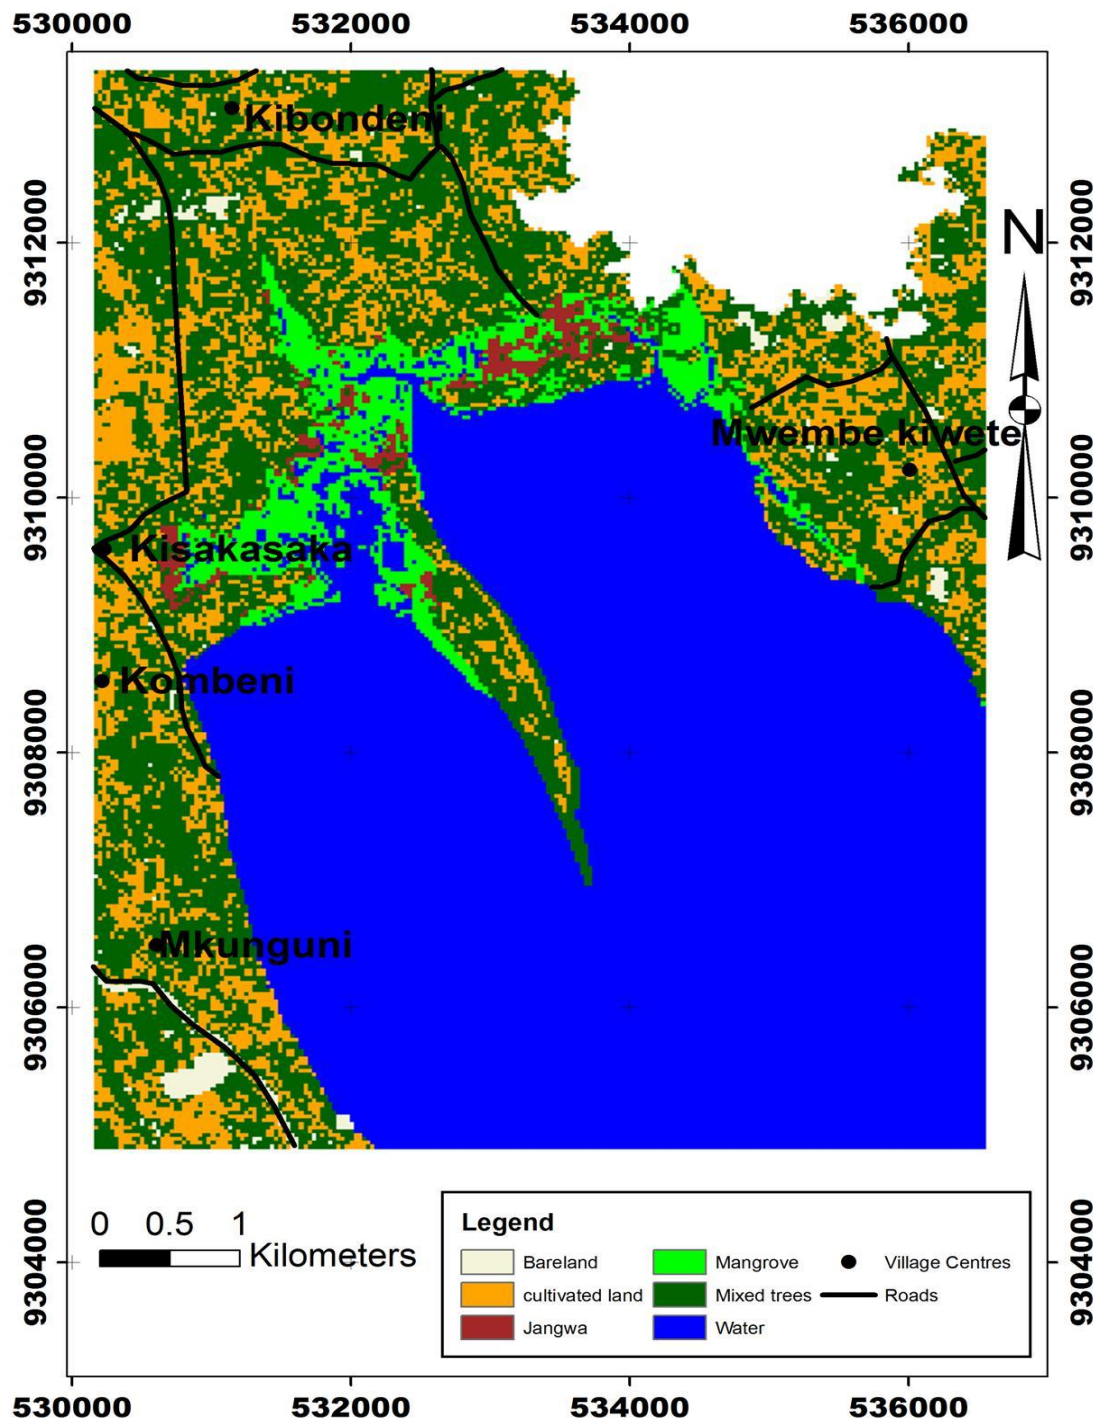 530000 532000 534000 536000
Kibondeni
9312000
9312000
N
Mwembe kiwete
9310000
9310000
Kisakasaka
Kombeni
9308000
9308000
Mkunguni
9306000
9306000
0 0.5 1
Kilometers
9304000
9304000
Legend
Bareland
Mangrove
Village Centres
cultivated land
Mixed trees
Roads
Jangwa
Water
530000 532000 534000 536000